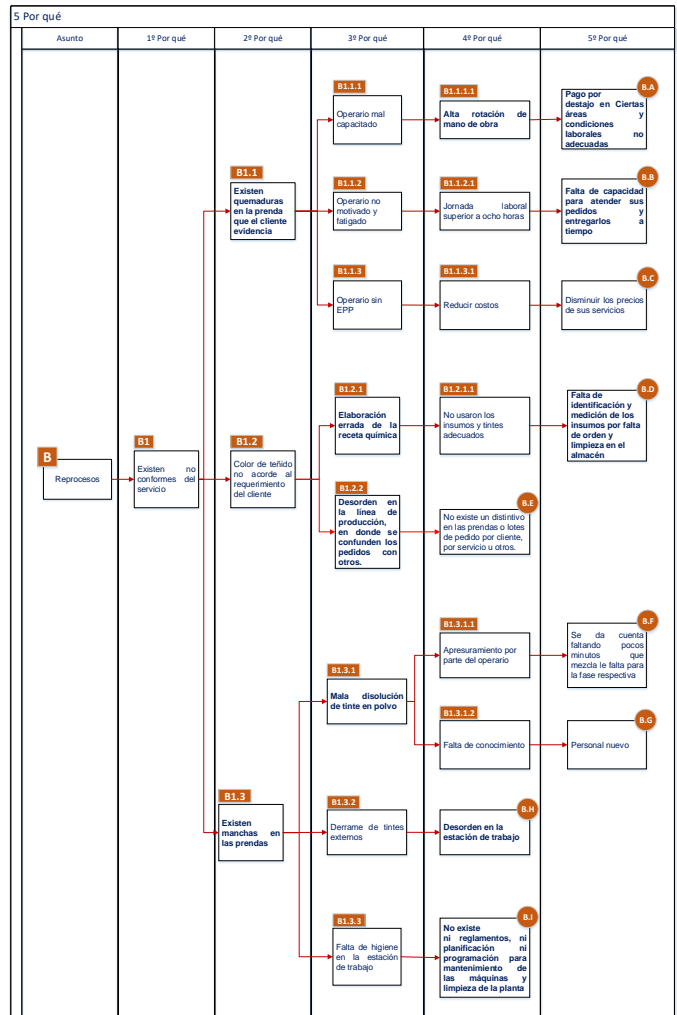 5 Por qué
Asunto
1º Por qué
2º Por qué
3º Por qué
4º Por qué
5º Por qué
B
Reprocesos
B1
Existen no
conformes del
servicio
B1.1
Existen
quemaduras
en la prenda
que el cliente
evidencia
B1.1.1
Operario mal
capacitado
B1.1.1.1
Alta rotación de
mano de obra
B.A
Pago por
destajo en Ciertas
áreas y
condiciones
laborales no
adecuadas
B1.1.2
Operario no
motivado y
fatigado
B1.1.2.1
Jornada laboral
superior a ocho horas
B.B
Falta de capacidad
para atender sus
pedidos y
entregarlos a
tiempo
B1.1.3
Operario sin
EPP
B1.1.3.1
Reducir costos
B.C
Disminuir los precios
de sus servicios
B1.2
Color de teñido
no acorde al
requerimiento
del cliente
B1.2.1
Elaboración
errada de la
receta química
B1.2.1.1
No usaron los
insumos y tintes
adecuados
B.D
Falta de
identificación y
medición de los
insumos por falta
de orden y
limpieza en el
almacén
B1.2.2
Desorden en
la línea de
producción,
en donde se
confunden los
pedidos con
otros.
B.E
No existe un distintivo
en las prendas o lotes
de pedido por cliente,
por servicio u otros.
B1.3
Existen
manchas en
las prendas
B1.3.1
Mala disolución
de tinte en polvo
B1.3.1.1
Apresuramiento por
parte del operario
B.F
Se da cuenta
faltando pocos
minutos que
mezcla le falta para
la fase respectiva
B1.3.1.2
Falta de conocimiento
B.G
Personal nuevo
B1.3.2
Derrame de tintes
externos
B.H
Desorden en la
estación de trabajo
B1.3.3
Falta de higiene
en la estación
de trabajo
B.I
No existe
ni reglamentos, ni
planificación ni
programación para
mantenimiento de
las máquinas y
limpieza de la planta